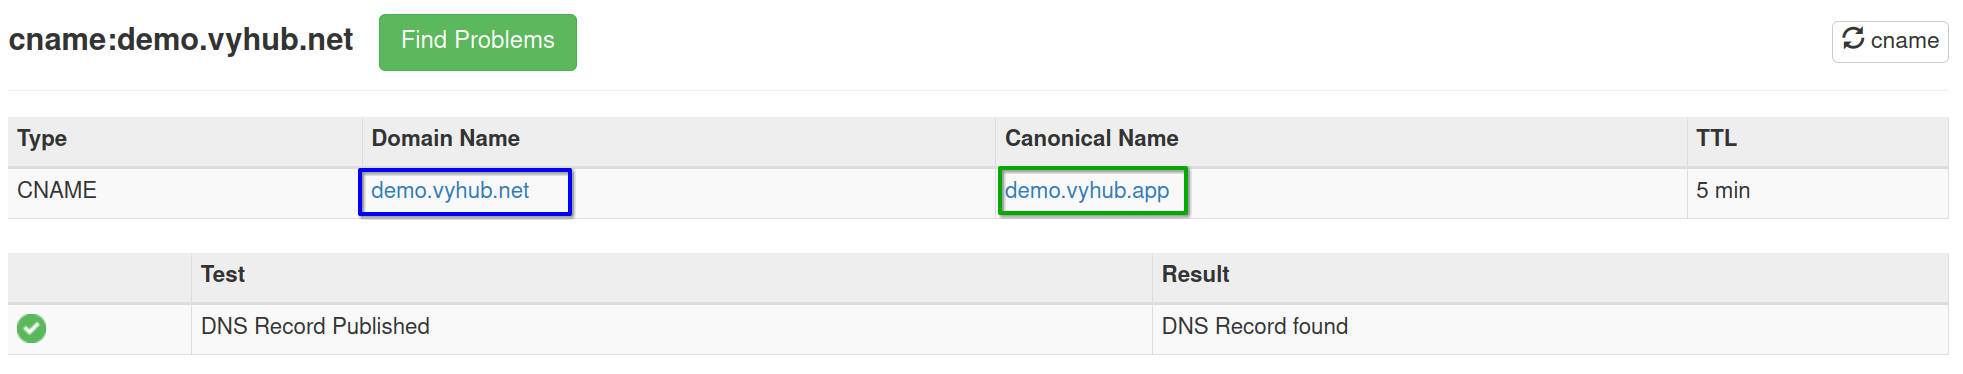 cname:demo.vyhub.net Find Problems cname
Type Domain Name Canonical Name TTL
CNAME demo.vyhub.net demo.vyhub.app 5 min
Test Result
DNS Record Published DNS Record found